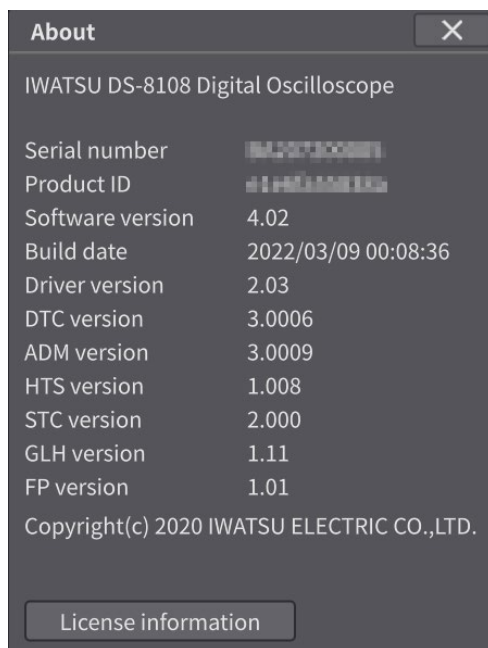 About
IWATSU DS-8108 Digital Oscilloscope
Serial number
Product ID
Software version 4.02
Build date 2022/03/09 00:08:36
Driver version 2.03
DTC version 3.0006
ADM version 3.0009
HTS version 1.008
STC version 2.000
GLH version 1.11
FP version 1.01
Copyright(c) 2020 IWATSU ELECTRIC CO.,LTD.
License information